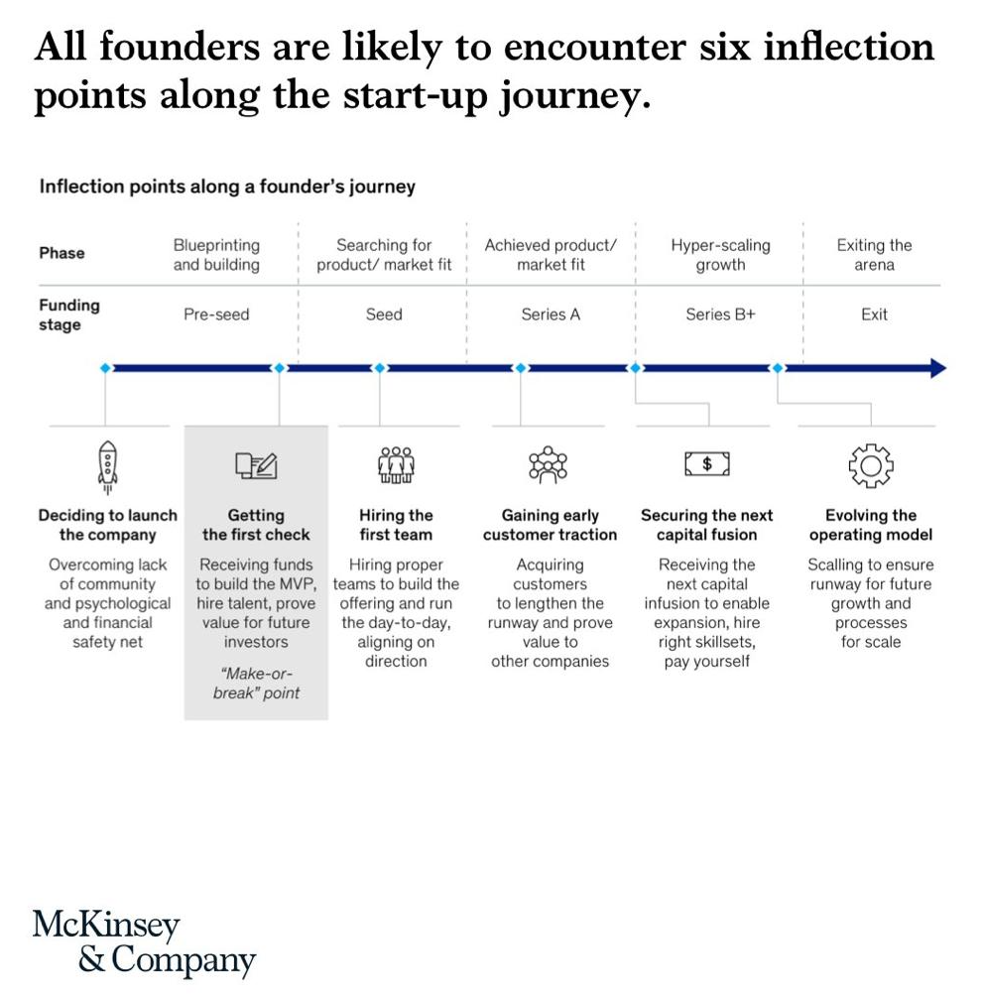 All founders are likely to encounter six inflection
points along the start-up journey.
Inflection points along a founder's journey
Phase
Blueprinting
and building
Searching for
product/ market fit
Achieved product/
market fit
Hyper-scaling
growth
Exiting the
arena
Funding
stage
Pre-seed
Seed
Series A
Series B+
Exit
Deciding to launch
the company
Overcoming lack
of community
and psychological
and financial
safety net
Getting
the first check
Receiving funds
to build the MVP,
hire talent, prove
value for future
investors
"Make-or-
break" point
Hiring the
first team
Hiring proper
teams to build the
offering and run
the day-to-day,
aligning on
direction
Gaining early
customer traction
Acquiring
customers
to lengthen the
runway and prove
value to
other companies
Securing the next
capital fusion
$
Receiving the
next capital
infusion to enable
expansion, hire
right skillsets,
pay yourself
Evolving the
operating model
Scalling to ensure
runway for future
growth and
processes
for scale
McKinsey
& Company